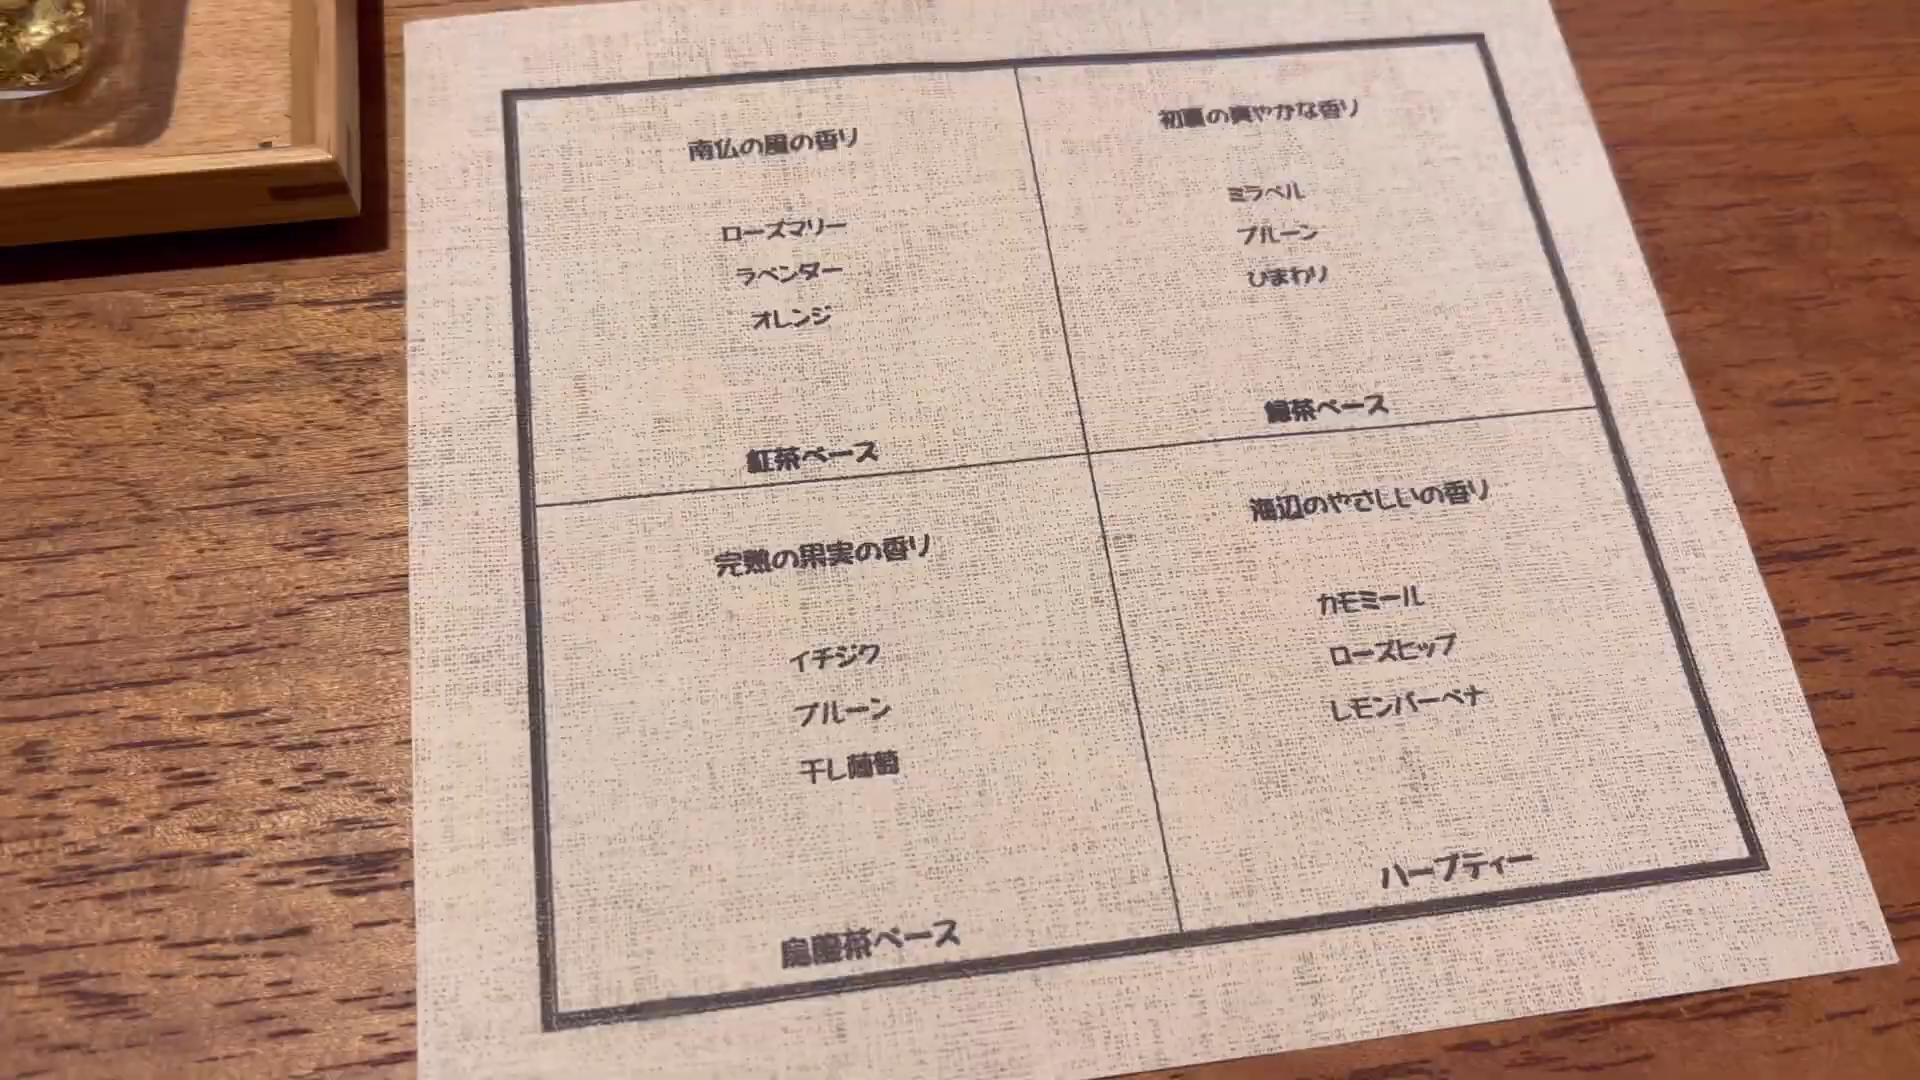 南仏の風の香り
ローズマリー
ラベンダー
オレンジ
紅茶ベース
初夏の爽やかな香り
ミラベル
プルーン
ひまわり
緑茶ベース
完熟の果実の香り
イチジク
プルーン
干し葡萄
烏龍茶ベース
海辺のやさしいの香り
カモミール
ローズヒップ
レモンバーベナ
ハーブティー